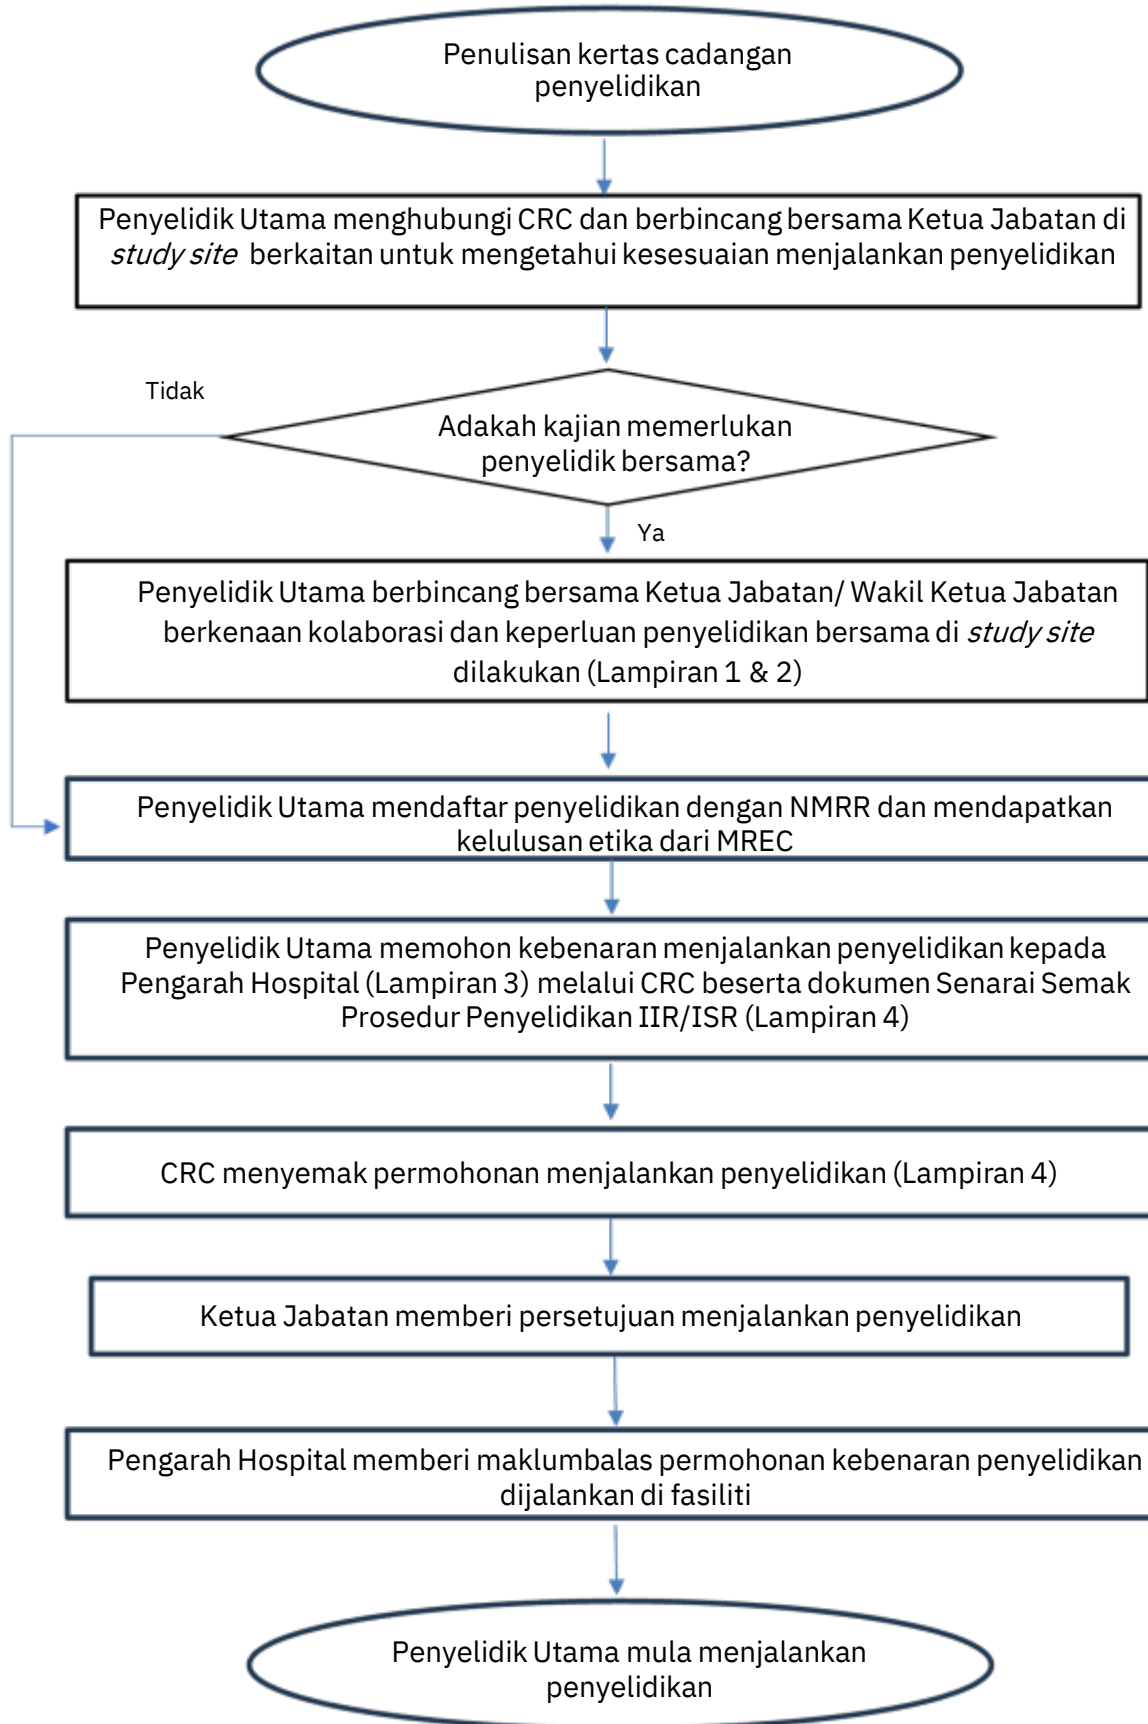 Penulisan kertas cadangan
penyelidikan
Penyelidik Utama menghubungi CRC dan berbincang bersama Ketua Jabatan di
study site berkaitan untuk mengetahui kesesuaian menjalankan penyelidikan
Tidak
Adakah kajian memerlukan
penyelidik bersama?
Ya
Penyelidik Utama berbincang bersama Ketua Jabatan/ Wakil Ketua Jabatan
berkenaan kolaborasi dan keperluan penyelidikan bersama di study site
dilakukan (Lampiran 1 & 2)
Penyelidik Utama mendaftar penyelidikan dengan NMRR dan mendapatkan
kelulusan etika dari MREC
Penyelidik Utama memohon kebenaran menjalankan penyelidikan kepada
Pengarah Hospital (Lampiran 3) melalui CRC beserta dokumen Senarai Semak
Prosedur Penyelidikan IIR/ISR (Lampiran 4)
CRC menyemak permohonan menjalankan penyelidikan (Lampiran 4)
Ketua Jabatan memberi persetujuan menjalankan penyelidikan
Pengarah Hospital memberi maklumbalas permohonan kebenaran penyelidikan
dijalankan di fasiliti
Penyelidik Utama mula menjalankan
penyelidikan